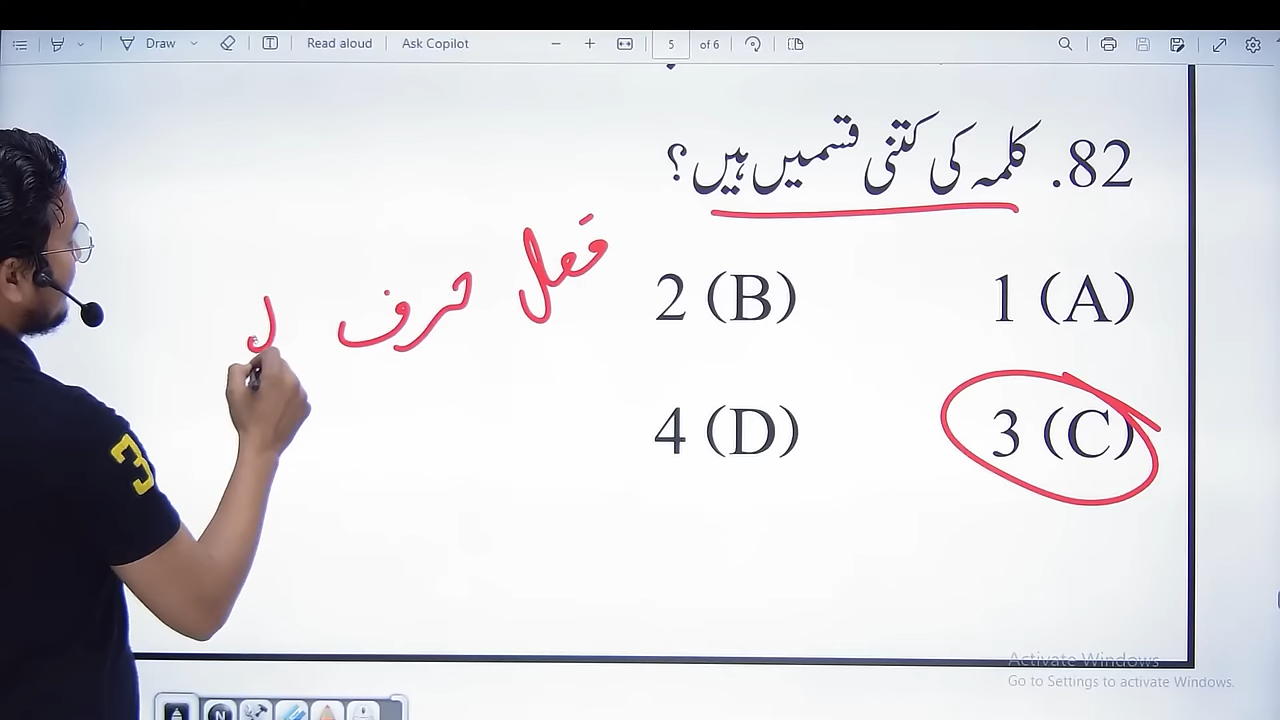 Draw
Read aloud
Ask Copilot
5
of 6
82. کلمہ کی کتنی قسمیں ہیں؟
1 (A)
2 (B)
فعل حرف
3 (C)
4 (D)
3
Activate Windows
Go to Settings to activate Windows.
N